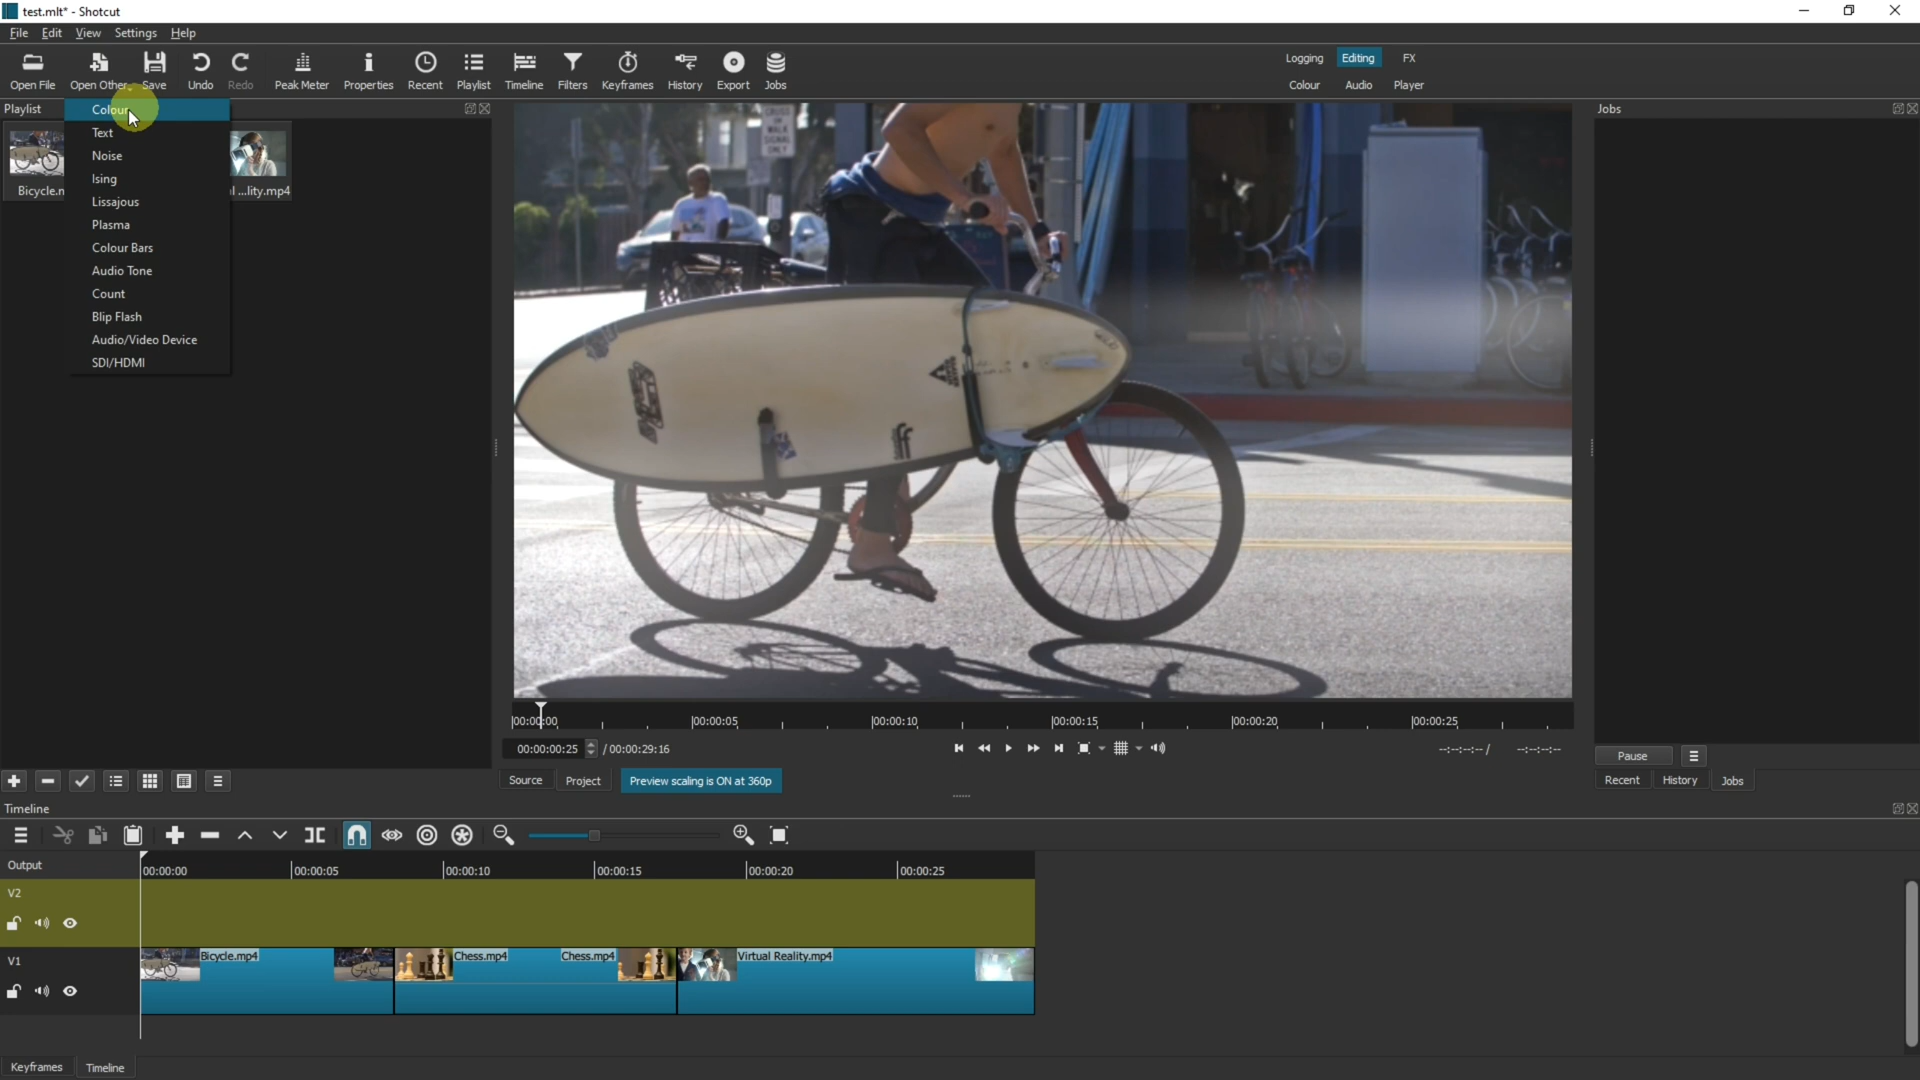 test.mlt* - Shotcut
File Edit View Settings Help
Open File Open Other Save Undo Redo Peak Meter Properties Recent Playlist Timeline Filters Keyframes History Export Jobs
Logging Editing FX
Colour Audio Player
Playlist
Colour
Text
Noise
Ising
Lissajous
Plasma
Colour Bars
Audio Tone
Count
Blip Flash
Audio/Video Device
SDI/HDMI
Bicycle.n
l ...lity.mp4
WALK
SIGNAL
ONLY
Jobs
00:00:00 00:00:05 00:00:10 00:00:15 00:00:20 00:00:25
00:00:00:25 / 00:00:29:16
--:--:--:-- / --:--:--:--
Source Project Preview scaling is ON at 360p
Pause
Recent History Jobs
Timeline
Output
00:00:00 00:00:05 00:00:10 00:00:15 00:00:20 00:00:25
V2
V1
Bicycle.mp4 Chess.mp4 Chess.mp4 Virtual Reality.mp4
Keyframes Timeline